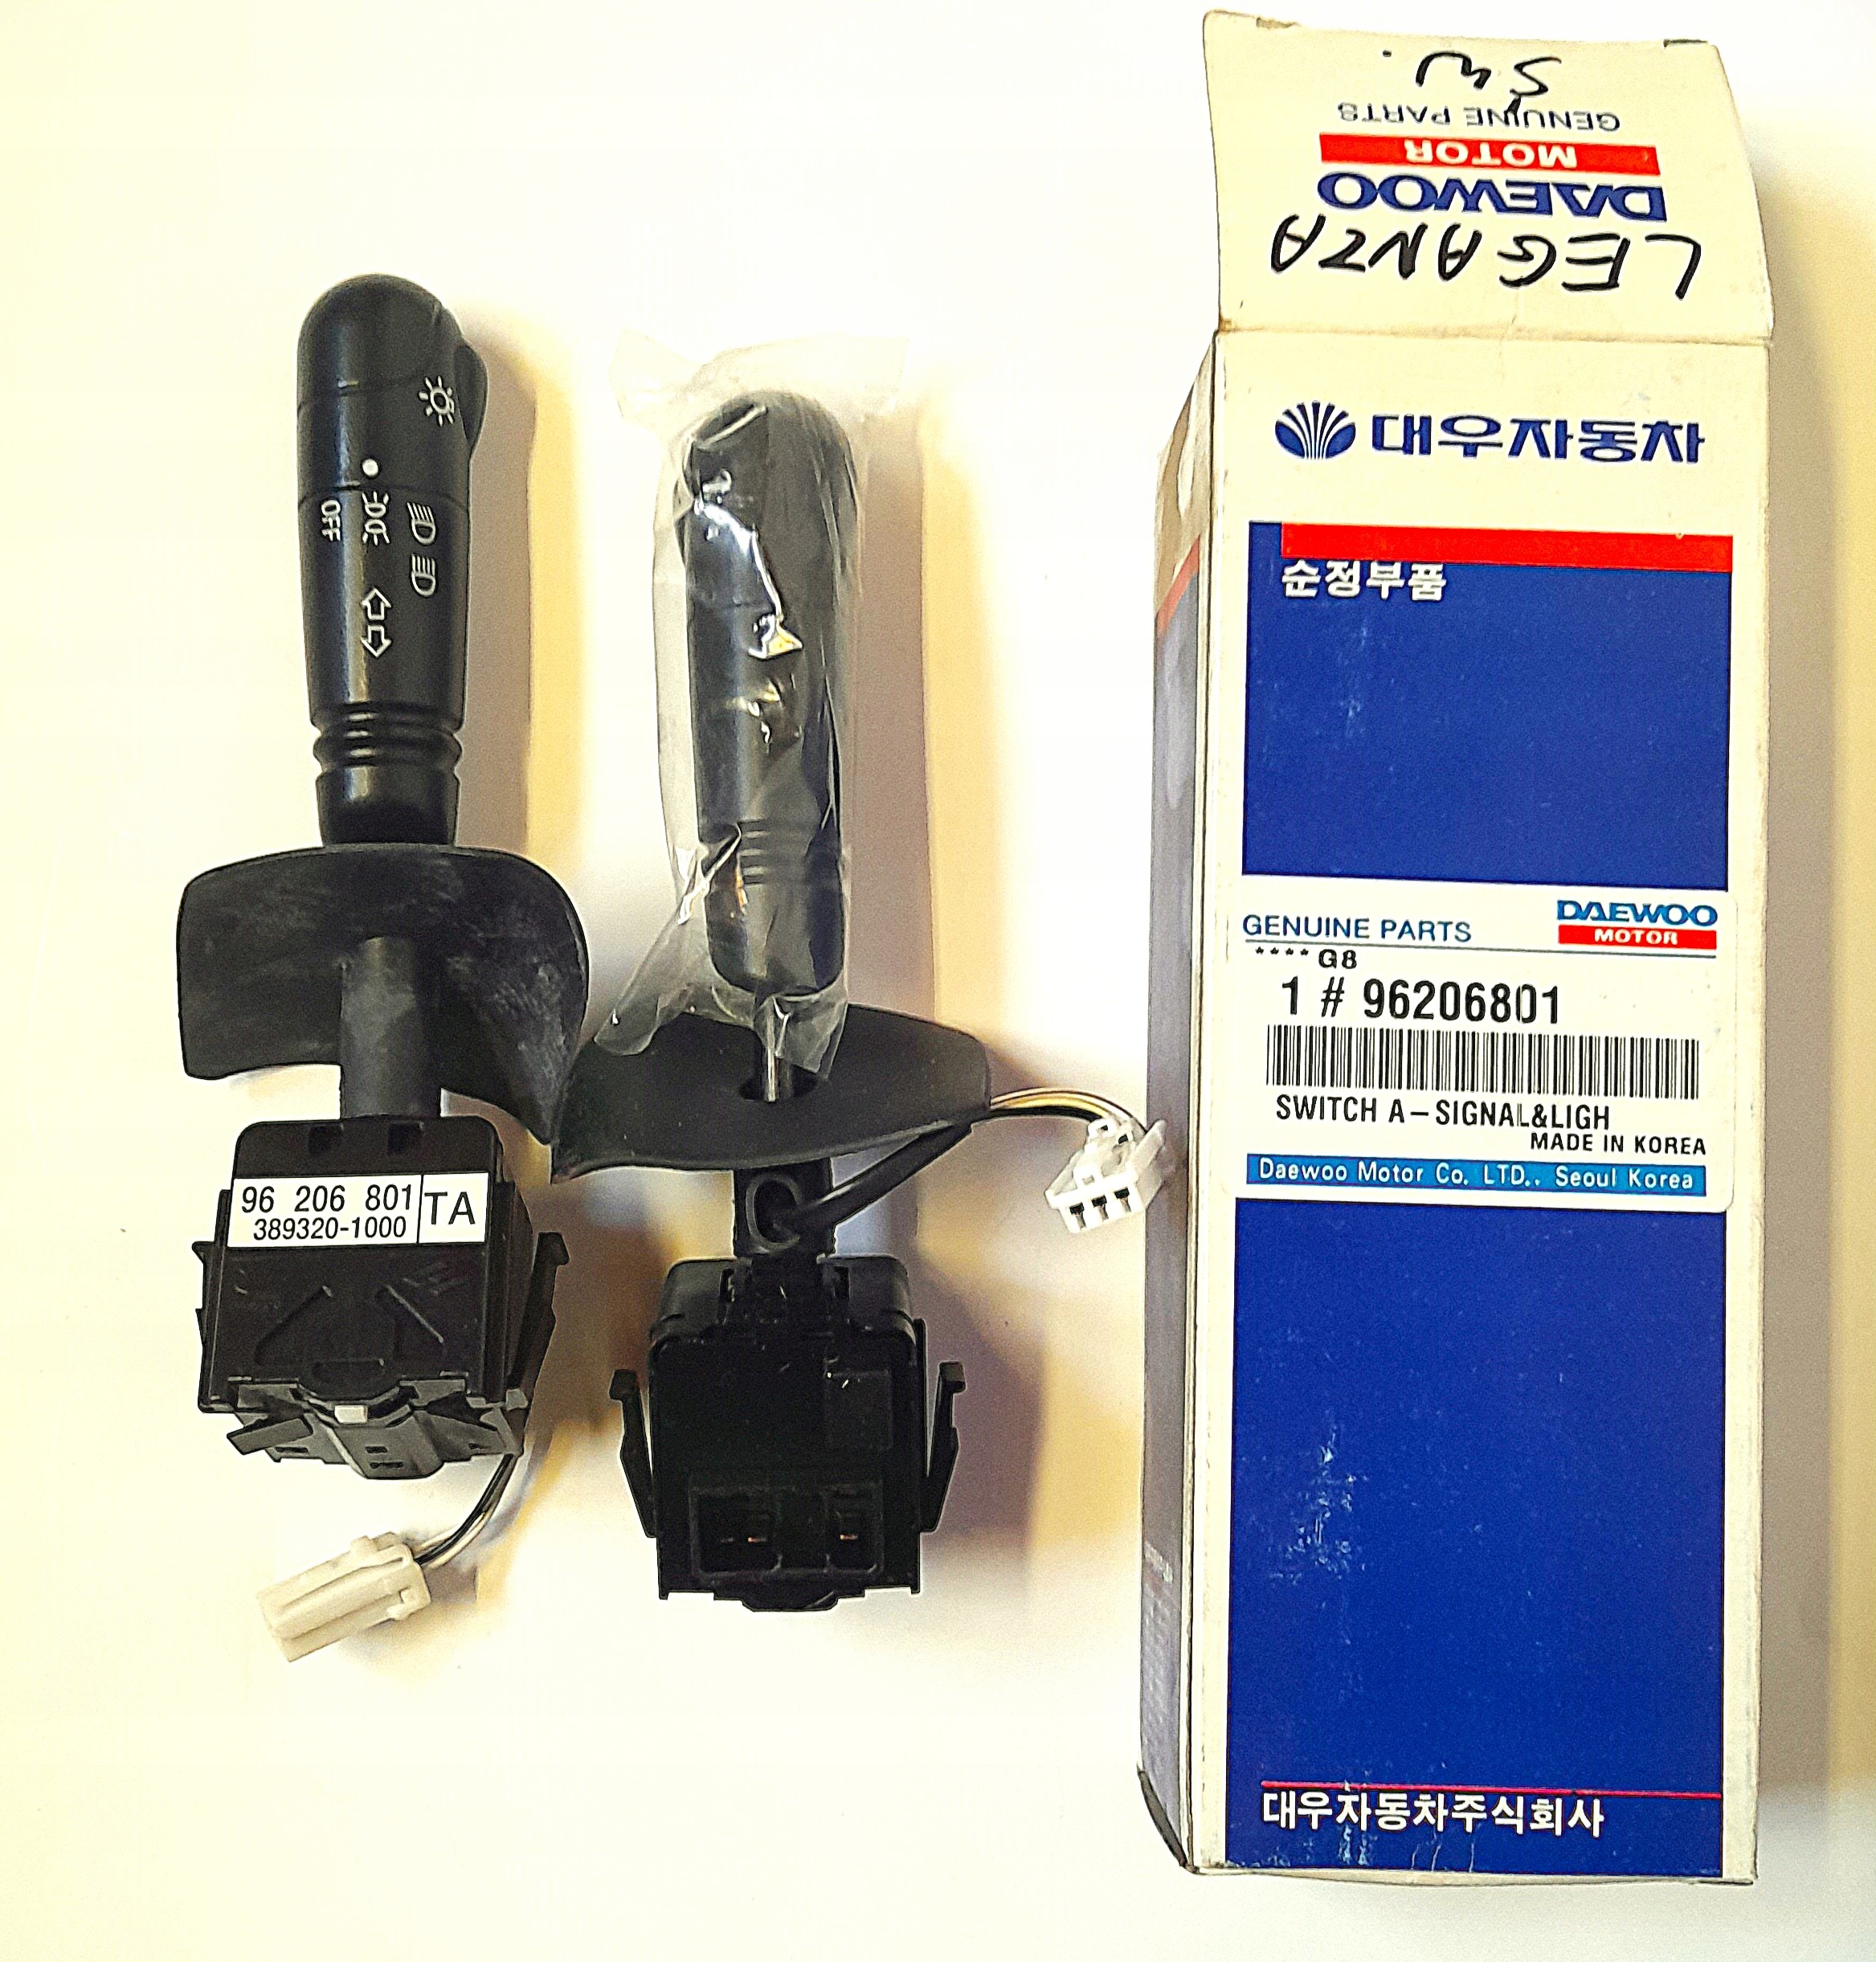 SW.
GENUINE PARTS
MOTOR
DAEWOO
LEGANZA
대우자동차
순정부품
GENUINE PARTS
DAEWOO
MOTOR
****G8
1 # 96206801
SWITCH A-SIGNAL&LIGH
MADE IN KOREA
Daewoo Motor Co. LTD.. Seoul Korea
대우자동차주식회사
OFF
96 206 801
389320-1000
TA